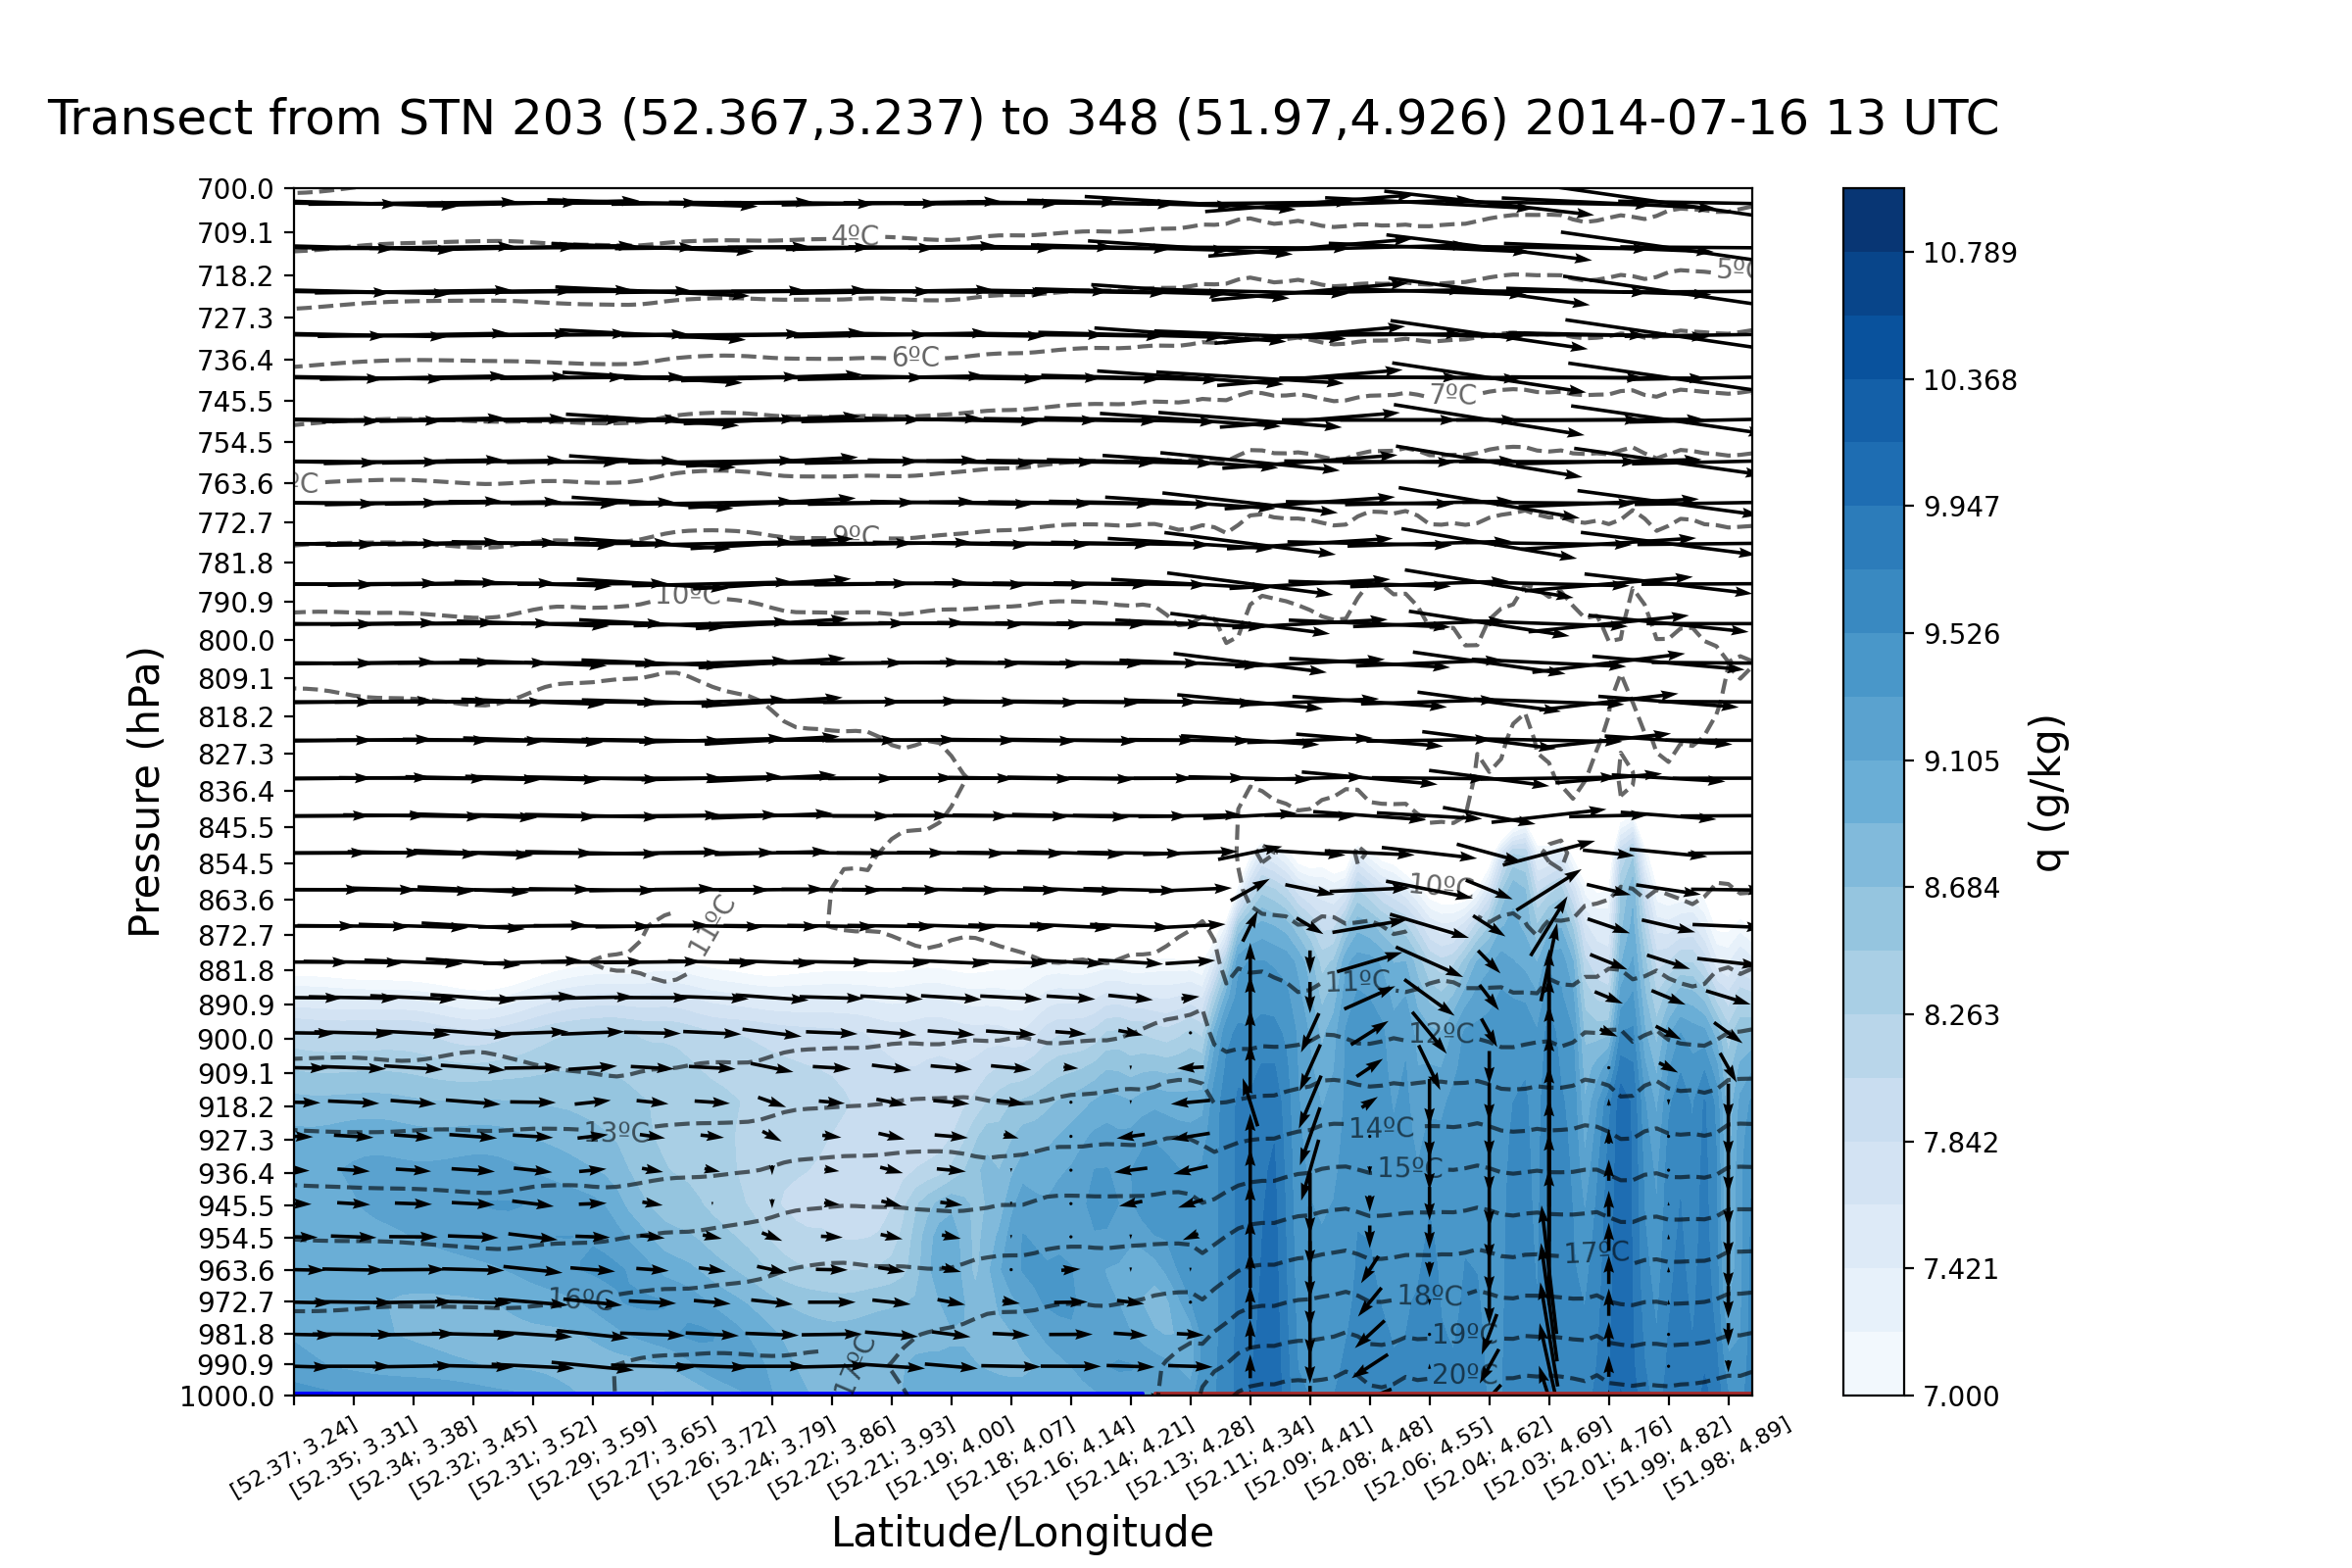 Transect from STN 203 (52.367,3.237) to 348 (51.97,4.926) 2014-07-16 13 UTC
Pressure (hPa)
700.0
709.1
718.2
727.3
736.4
745.5
754.5
763.6
772.7
781.8
790.9
800.0
809.1
818.2
827.3
836.4
845.5
854.5
863.6
872.7
881.8
890.9
900.0
909.1
918.2
927.3
936.4
945.5
954.5
963.6
972.7
981.8
990.9
1000.0
4ºC
5ºC
6ºC
7ºC
ºC
9ºC
10ºC
10ºC
11ºC
11ºC
12ºC
13ºC
14ºC
15ºC
17ºC
16ºC
18ºC
19ºC
17ºC
20ºC
[52.37; 3.24]
[52.35; 3.31]
[52.34; 3.38]
[52.32; 3.45]
[52.31; 3.52]
[52.29; 3.59]
[52.27; 3.65]
[52.26; 3.72]
[52.24; 3.79]
[52.22; 3.86]
[52.21; 3.93]
[52.19; 4.00]
[52.18; 4.07]
[52.16; 4.14]
[52.14; 4.21]
[52.13; 4.28]
[52.11; 4.34]
[52.09; 4.41]
[52.08; 4.48]
[52.06; 4.55]
[52.04; 4.62]
[52.03; 4.69]
[52.01; 4.76]
[51.99; 4.82]
[51.98; 4.89]
Latitude/Longitude
10.789
10.368
9.947
9.526
9.105
8.684
8.263
7.842
7.421
7.000
q (g/kg)